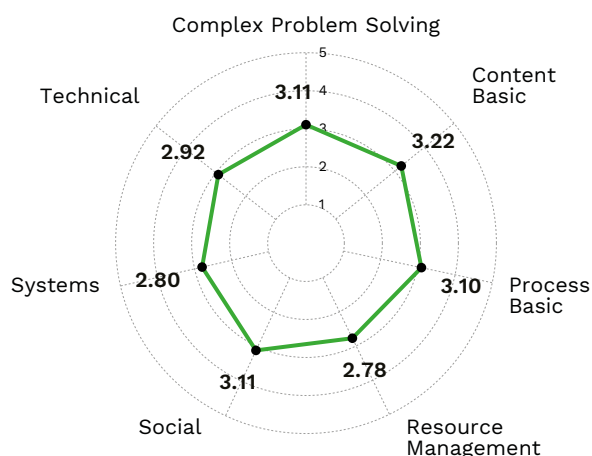 Complex Problem Solving
5
Content
Basic
4
3.11
Technical
3
3.22
2.92
2
1
Systems
2.80
3.10
Process
Basic
2.78
3.11
Social
Resource
Management